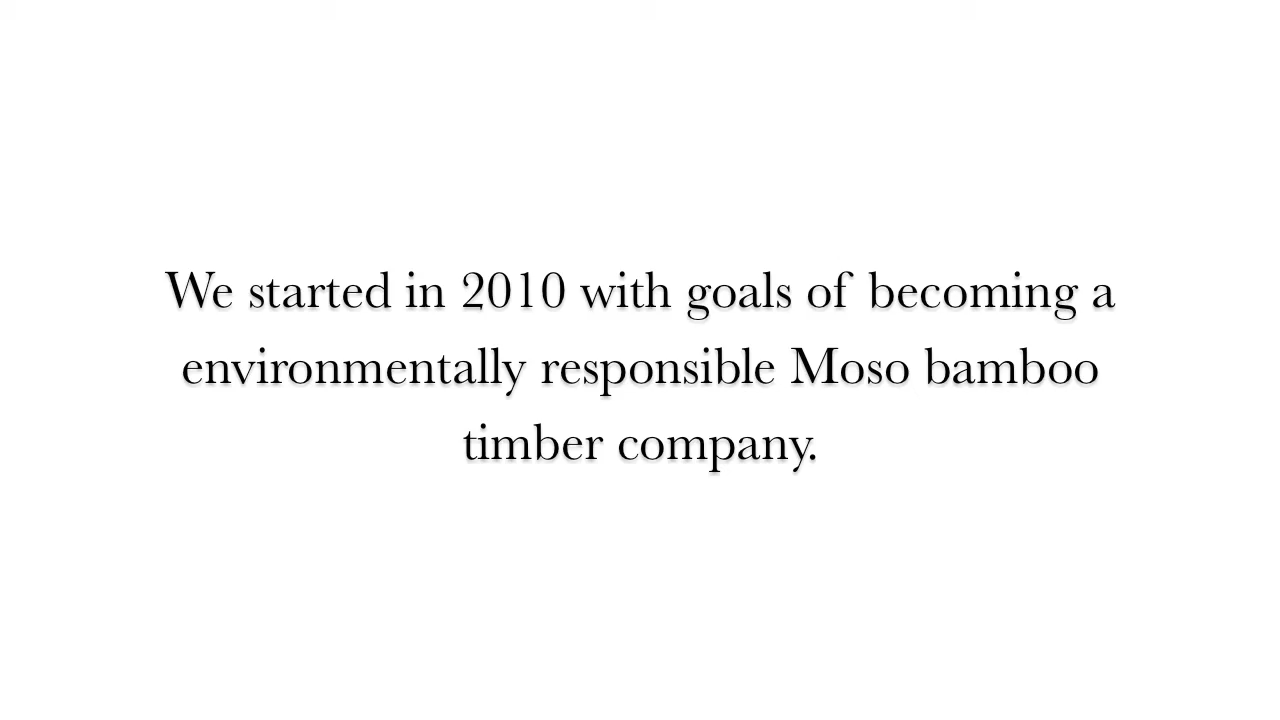 We started in 2010 with goals of becoming a
environmentally responsible Moso bamboo
timber company.